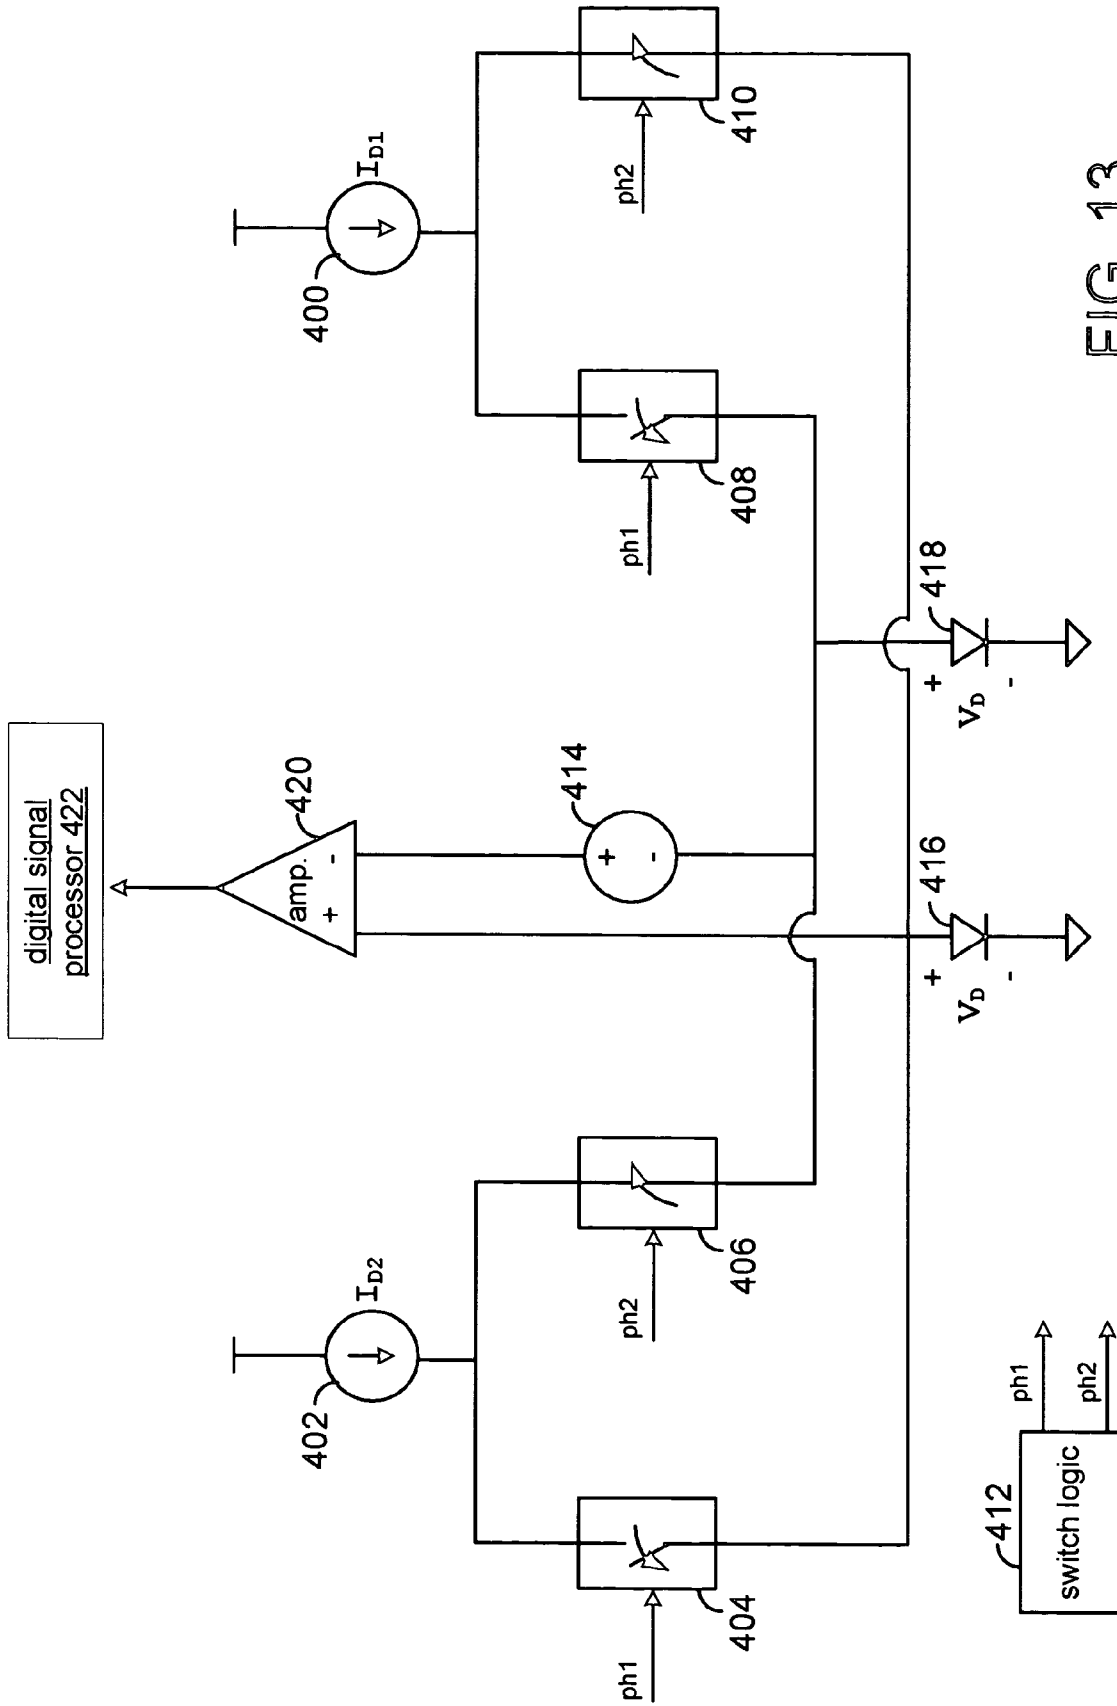 digital signal
processor 422
420
amp.
+ -
402
I_D2
414
+
-
400
I_D1
ph1
404
ph2
406
ph1
408
ph2
410
412
switch logic
ph1
ph2
+
V_D
-
416
+
V_D
-
418
FIG. 13